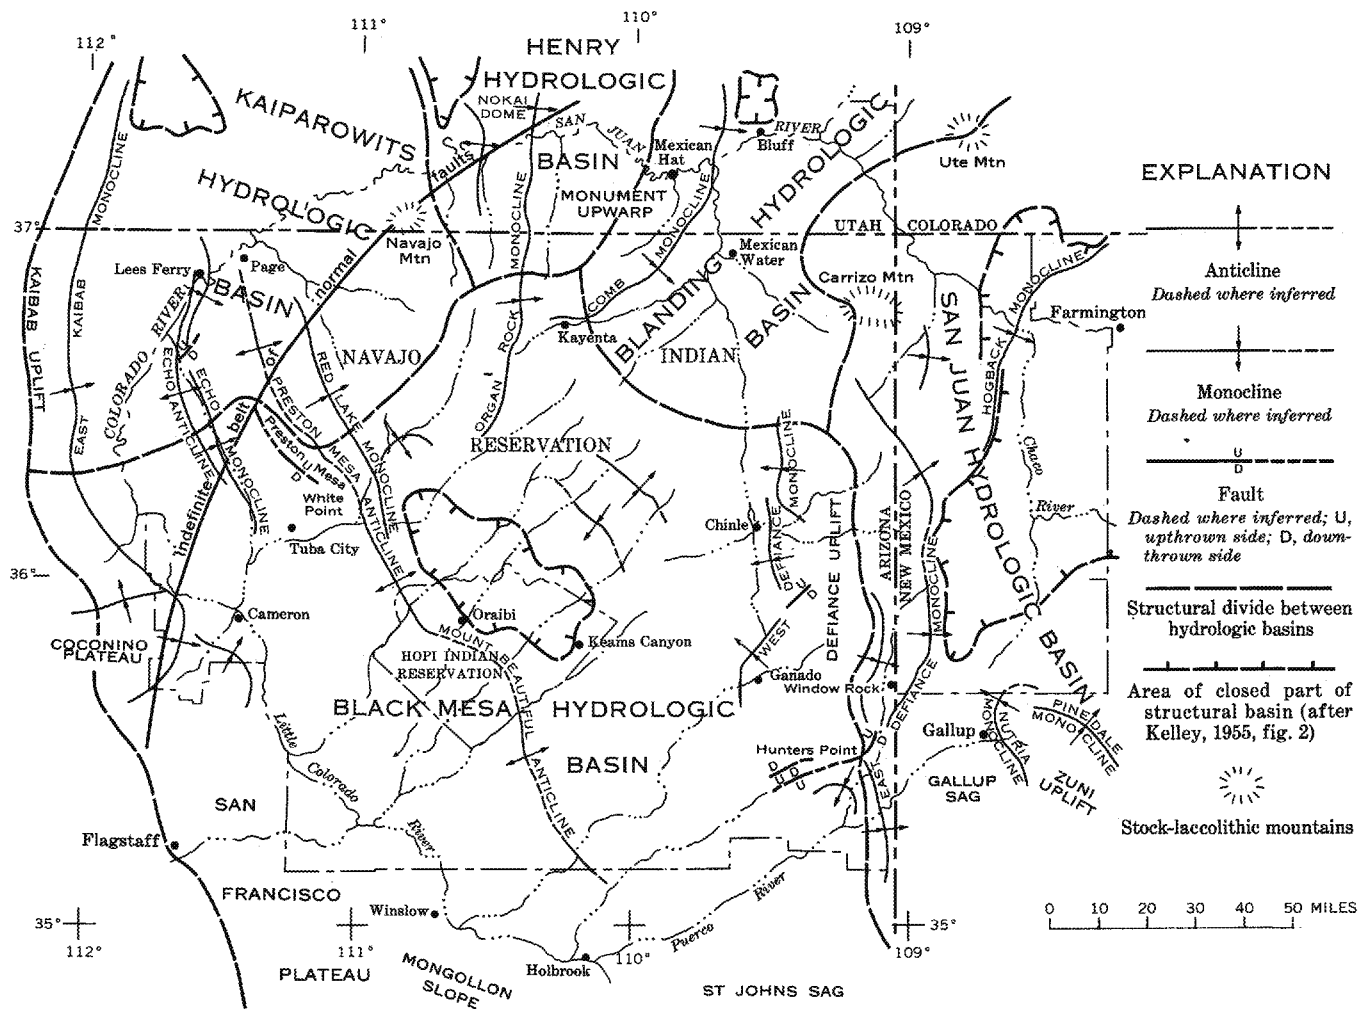 112°
111°
110°
109°
HENRY
HYDROLOGIC
BASIN
KAIPAROWITS
HYDROLOGIC
BASIN
NOKAI
DOME
SAN
JUAN
RIVER
Mexican
Hat
Bluff
MONUMENT
UPWARP
Ute Mtn
HYDROLOGIC
UTAH
COLORADO
37°
Navajo
Mtn
Lees Ferry
Page
Mexican
Water
Carrizo Mtn
Farmington
KAIBAB UPLIFT
EAST
KAIBAB
MONOCLINE
COLORADO
RIVER
ECHO
ANTICLINE
ECHO
MONOCLINE
U
D
Indefinite
belt
of
normal
faults
PRESTON
MESA
ANTICLINE
Preston
Mesa
U
D
RED
LAKE
MONOCLINE
ORGAN
ROCK
MONOCLINE
COMB
MONOCLINE
Kayenta
BLANDING
BASIN
NAVAJO
INDIAN
RESERVATION
SAN
JUAN
HYDROLOGIC
BASIN
HOGBACK
MONOCLINE
Chaco
River
White
Point
Tuba City
Chinle
DEFIANCE
MONOCLINE
WEST
U
D
DEFIANCE UPLIFT
ARIZONA
NEW MEXICO
36°
Cameron
COCONINO
PLATEAU
Oraibi
Keams Canyon
HOPI INDIAN
RESERVATION
MOUNT
BEAUTIFUL
ANTICLINE
Ganado
Window Rock
EAST
DEFIANCE
MONOCLINE
BLACK MESA
HYDROLOGIC
BASIN
Hunters Point
D
U
D
U
U
D
Gallup
NUTRIA
MONOCLINE
PINEDALE
MONOCLINE
GALLUP
SAG
ZUNI
UPLIFT
Little
Colorado
River
SAN
FRANCISCO
PLATEAU
Flagstaff
Winslow
Holbrook
Puerco
River
35°
35°
112°
111°
110°
109°
MONGOLLON
SLOPE
ST JOHNS SAG
EXPLANATION
Anticline
Dashed where inferred
Monocline
Dashed where inferred
U
D
Fault
Dashed where inferred; U,
upthrown side; D, down-
thrown side
Structural divide between
hydrologic basins
Area of closed part of
structural basin (after
Kelley, 1955, fig. 2)
Stock-laccolithic mountains
0 10 20 30 40 50 MILES